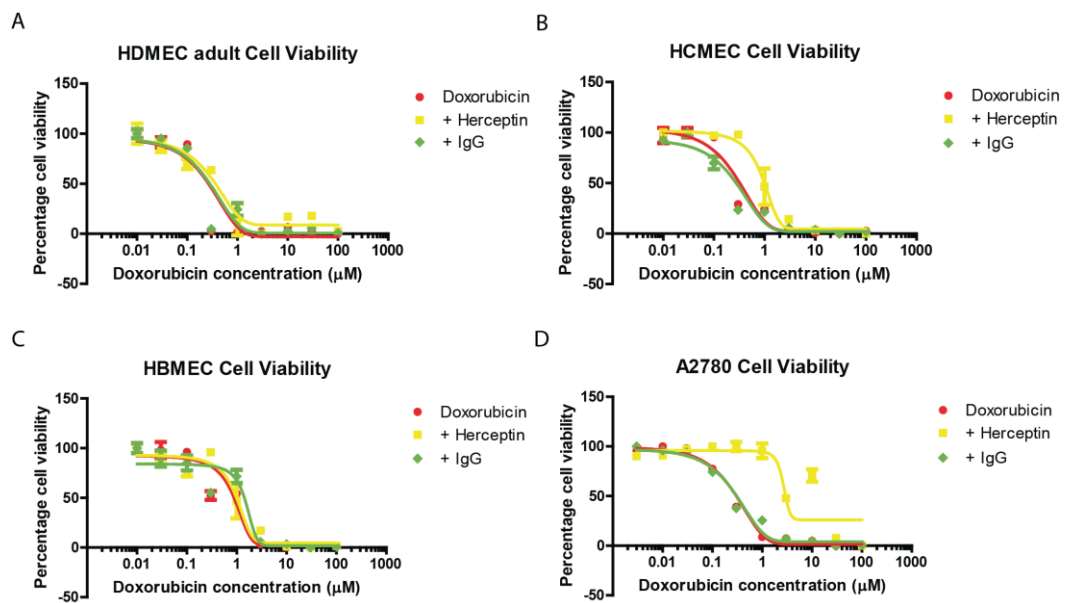 A
HDMEC adult Cell Viability
Percentage cell viability
150
100
50
0
-50
0.01 0.1 1 10 100 1000
Doxorubicin concentration (µM)
Doxorubicin
+ Herceptin
+ IgG
B
HCMEC Cell Viability
Percentage cell viability
150
100
50
0
-50
0.01 0.1 1 10 100 1000
Doxorubicin concentration (µM)
Doxorubicin
+ Herceptin
+ IgG
C
HBMEC Cell Viability
Percentage cell viability
150
100
50
0
-50
0.01 0.1 1 10 100 1000
Doxorubicin concentration (µM)
Doxorubicin
+ Herceptin
+ IgG
D
A2780 Cell Viability
Percentage cell viability
150
100
50
0
-50
0.01 0.1 1 10 100 1000
Doxorubicin concentration (µM)
Doxorubicin
+ Herceptin
+ IgG